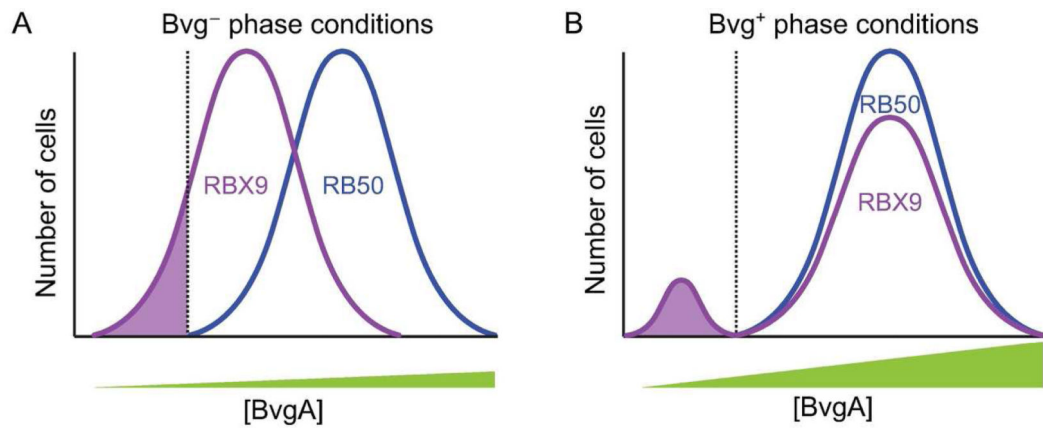 A
Bvg⁻ phase conditions
Number of cells
RBX9
RB50
[BvgA]
B
Bvg⁺ phase conditions
Number of cells
RB50
RBX9
[BvgA]